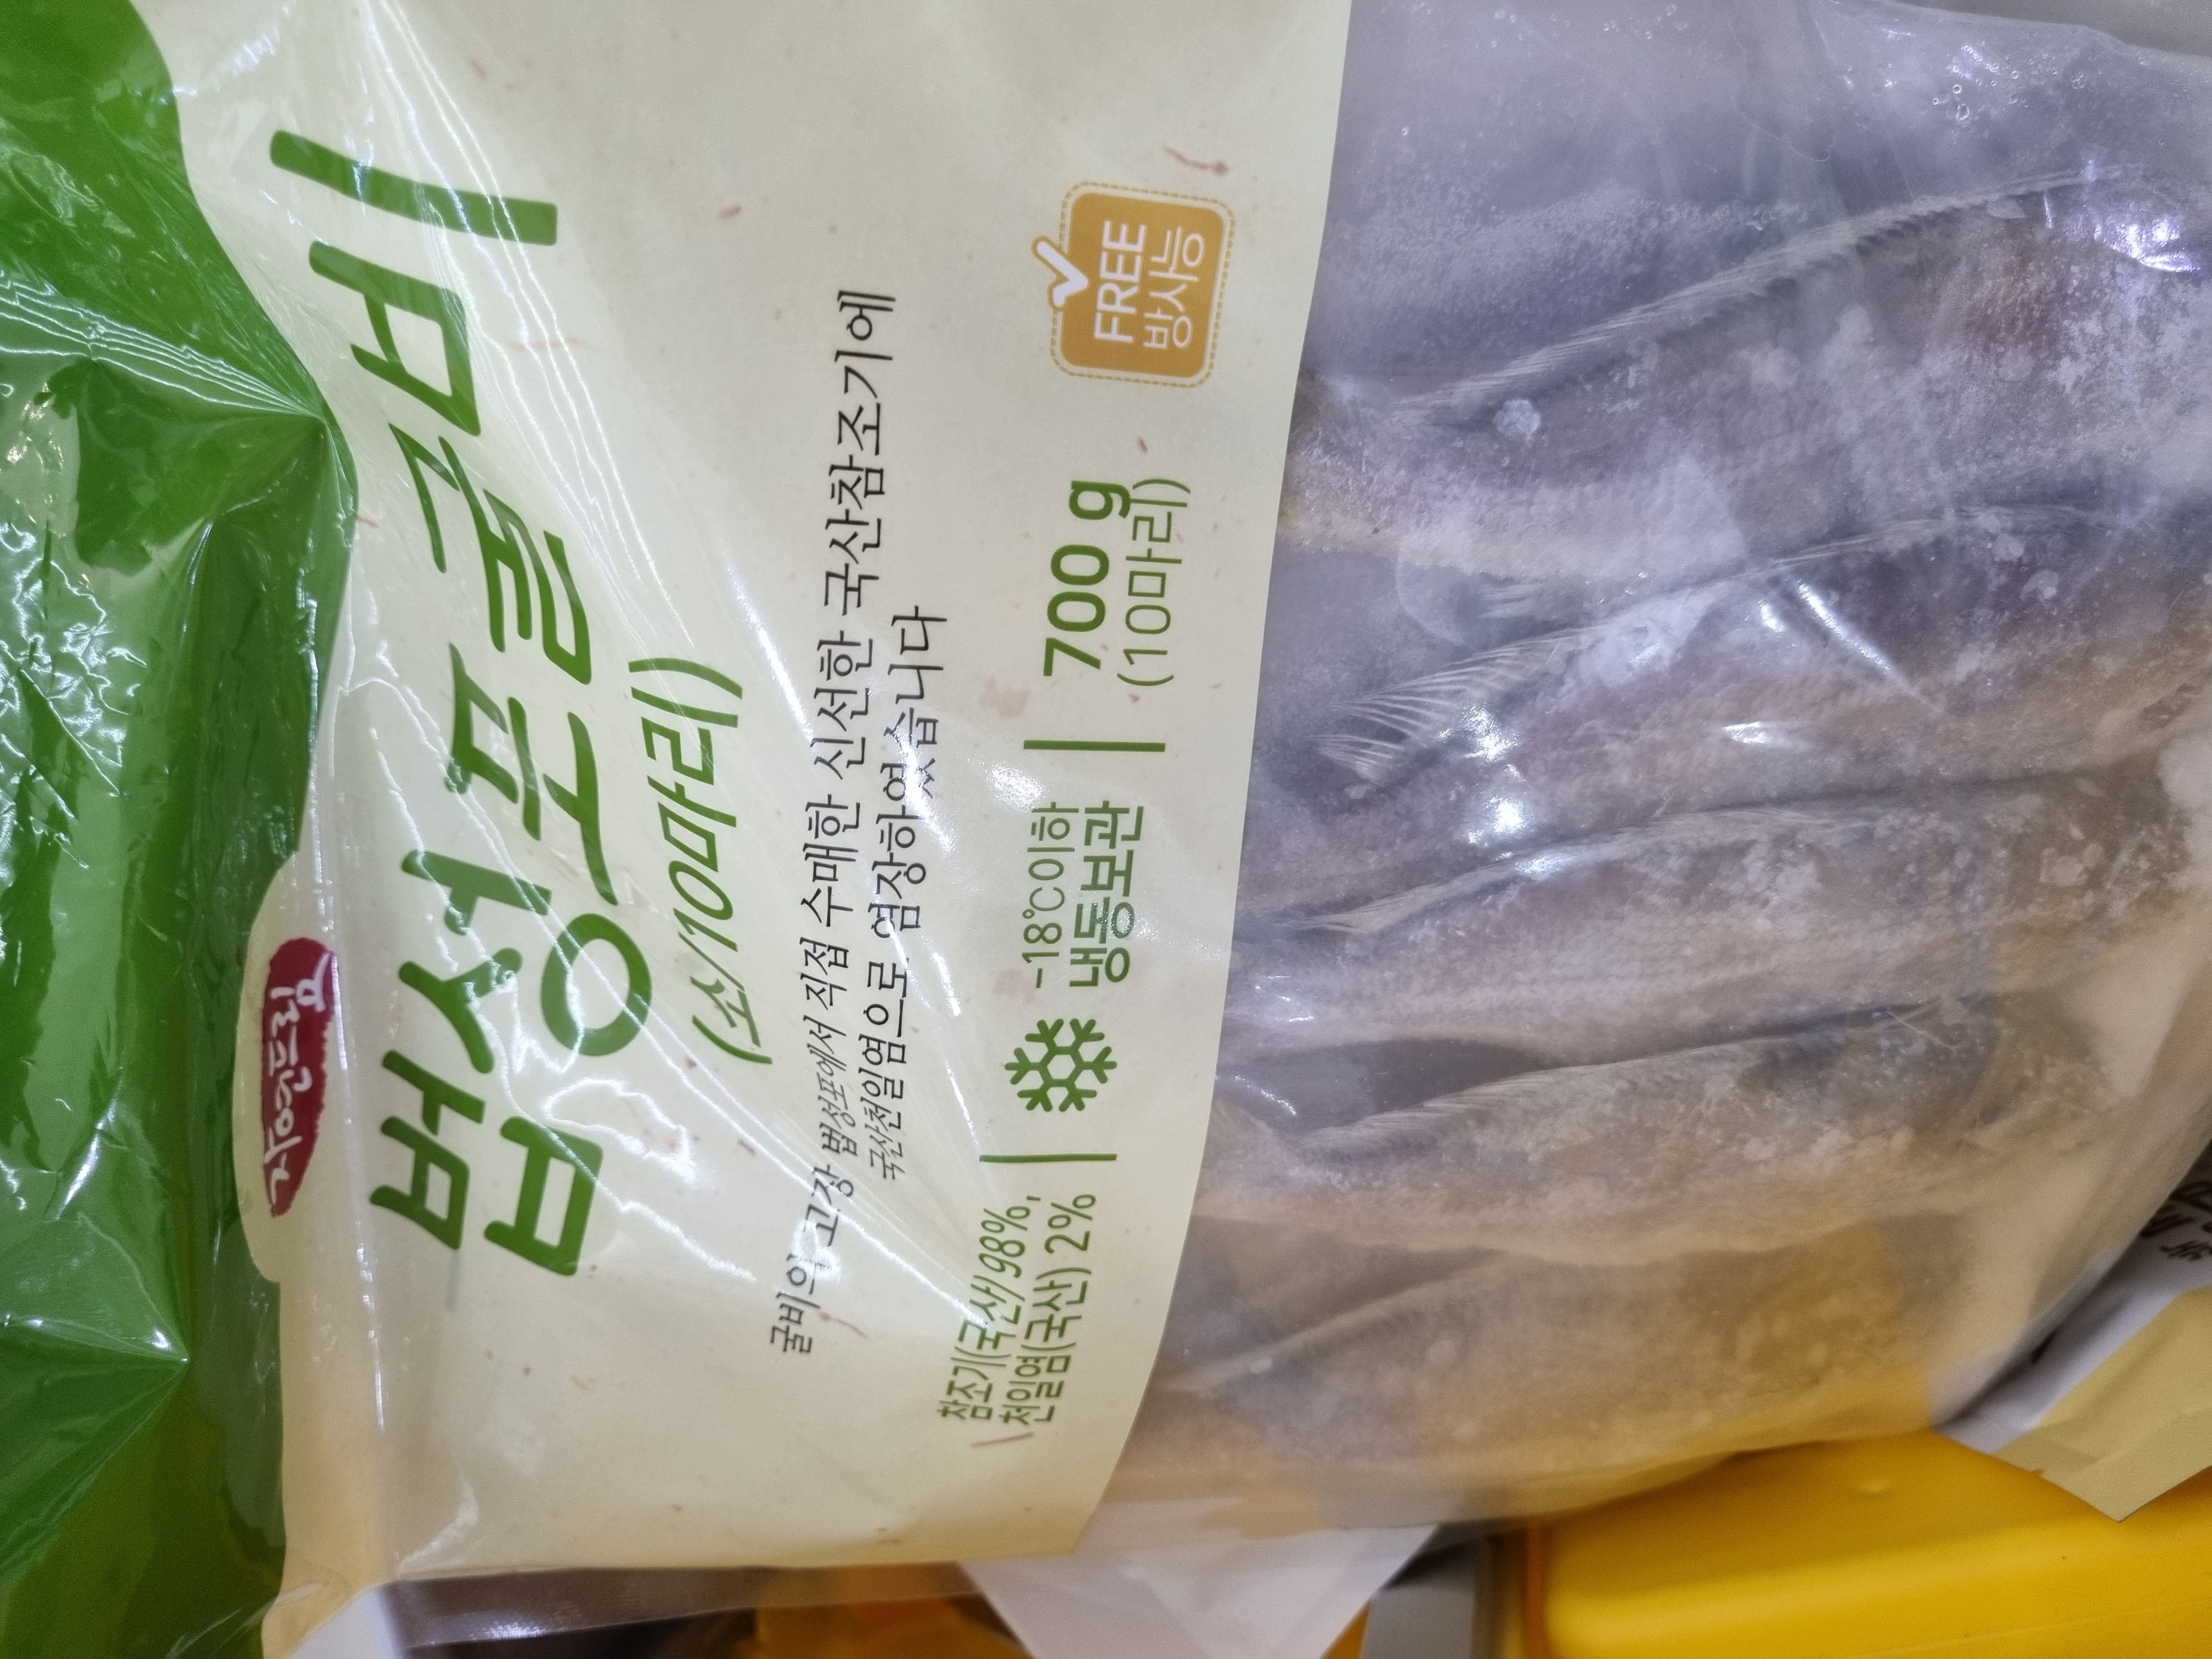 자연드림
법성포굴비
(소/10마리)
굴비의 고장 법성포에서 직접 수매한 신선한 국산참조기에
국산천일염으로 염장하였습니다
참조기(국산)98%,
천일염(국산) 2%
-18℃이하
냉동보관
700 g
(10마리)
FREE
방사능